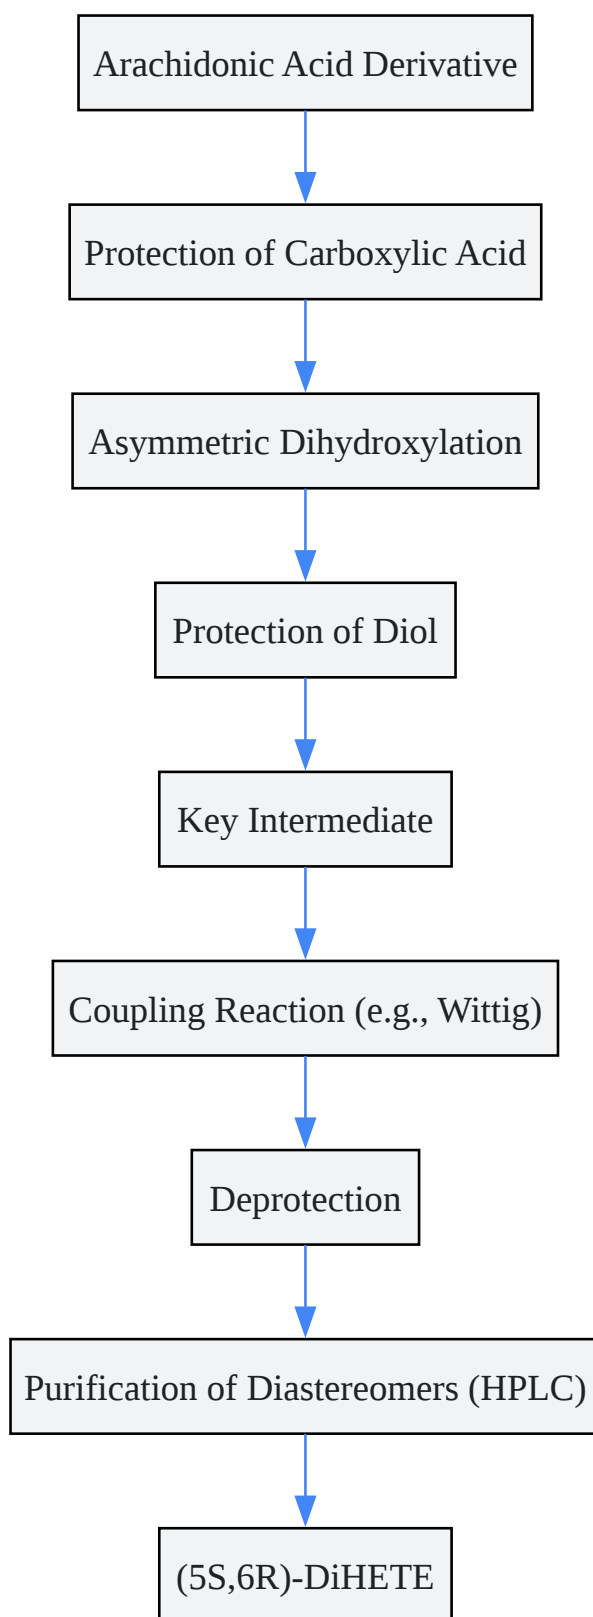 Arachidonic Acid Derivative
Protection of Carboxylic Acid
Asymmetric Dihydroxylation
Protection of Diol
Key Intermediate
Coupling Reaction (e.g., Wittig)
Deprotection
Purification of Diastereomers (HPLC)
(5S,6R)-DiHETE